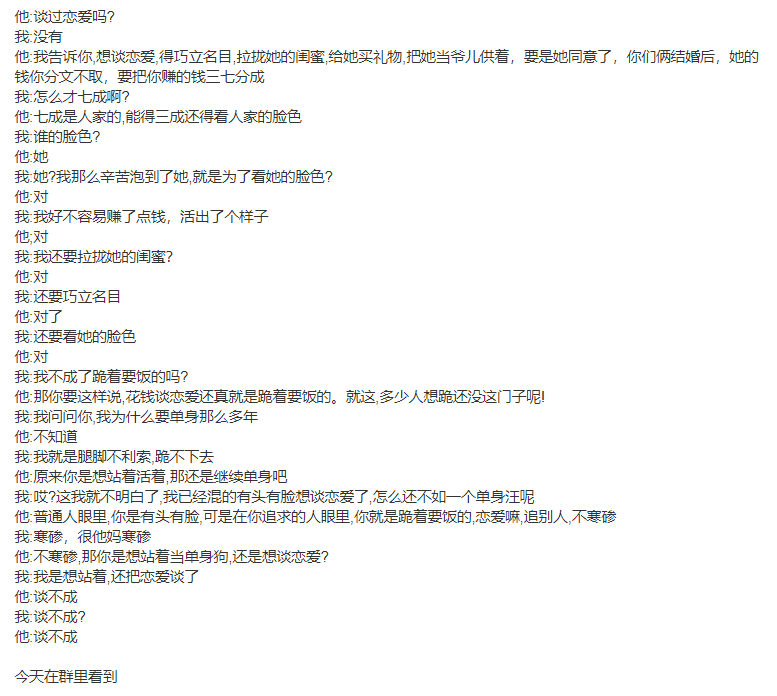 他:谈过恋爱吗?
我:没有
他:我告诉你,想谈恋爱,得巧立名目,拉拢她的闺蜜,给她买礼物,把她当爷儿供着，要是她同意了，你们俩结婚后，她的
钱你分文不取，要把你赚的钱三七分成
我:怎么才七成啊?
他:七成是人家的,能得三成还得看人家的脸色
我:谁的脸色?
他:她
我:她?我那么辛苦泡到了她,就是为了看她的脸色?
他:对
我:我好不容易赚了点钱，活出了个样子
他;对
我:我还要拉拢她的闺蜜?
他:对
我:还要巧立名目
他:对了
我:还要看她的脸色
他:对
我:我不成了跪着要饭的吗?
他:那你要这样说,花钱谈恋爱还真就是跪着要饭的。就这,多少人想跪还没这门子呢!
我:我问问你,我为什么要单身那么多年
他:不知道
我:我就是腿脚不利索,跪不下去
他:原来你是想站着活着,那还是继续单身吧
我:哎?这我就不明白了,我已经混的有头有脸想谈恋爱了,怎么还不如一个单身汪呢
他:普通人眼里,你是有头有脸,可是在你追求的人眼里,你就是跪着要饭的,恋爱嘛,追别人,不寒碜
我:寒碜，很他妈寒碜
他:不寒碜,那你是想站着当单身狗,还是想谈恋爱?
我:我是想站着,还把恋爱谈了
他:谈不成
我:谈不成?
他:谈不成
今天在群里看到